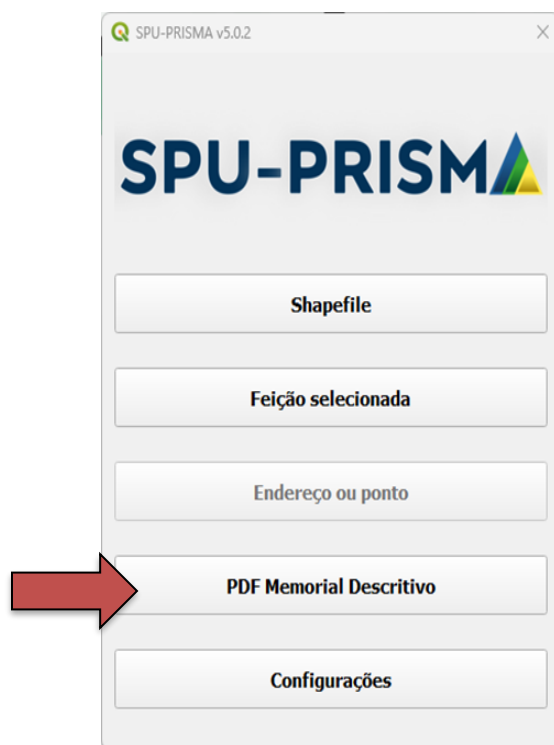 SPU-PRISMA v5.0.2
SPU-PRISMA
Shapefile
Feição selecionada
Endereço ou ponto
PDF Memorial Descritivo
Configurações